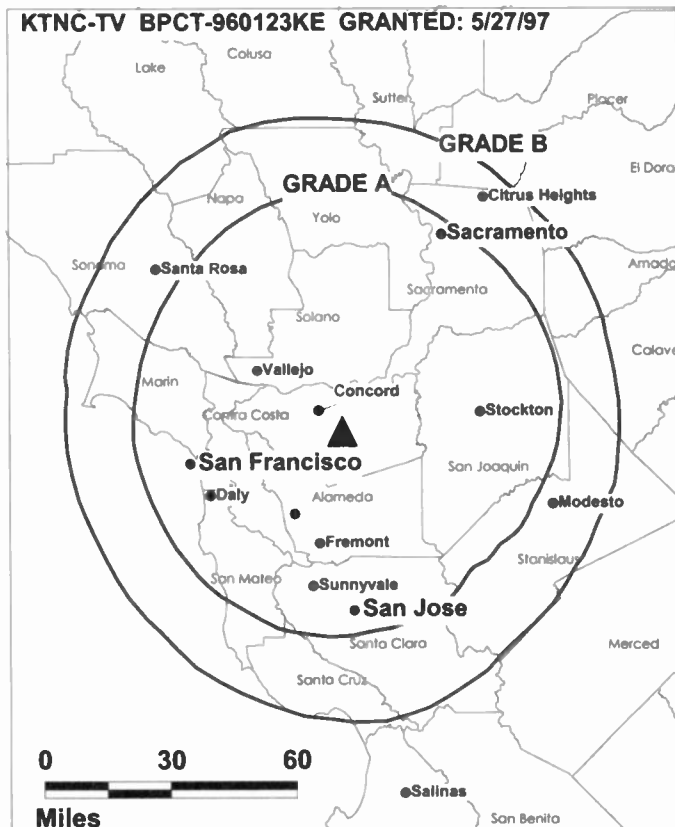 KTNC-TV BPCT-960123KE GRANTED: 5/27/97
Colusa
Lake
Sutter
Placer
GRADE B
El Dora
GRADE A
Citrus Heights
Napa
Yolo
Sacramento
Sonoma
Santa Rosa
Amado
Sacramenta
Solano
Calave
Vallejo
Marin
Concord
Contra Costa
Stockton
San Francisco
San Joaquin
Daly
Alameda
Modesto
Fremont
Stanislaus
San Mateo
Sunnyvale
San Jose
Santa Clara
Merced
Santa Cruz
0 30 60
Miles
Salinas
San Benita